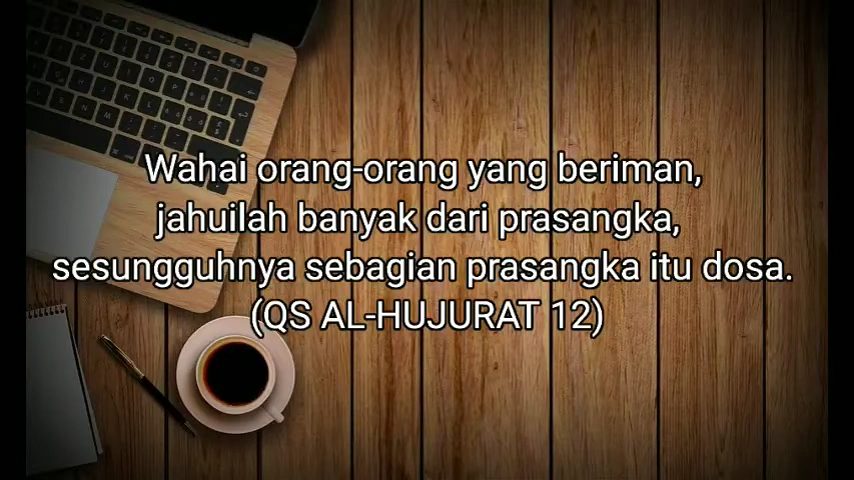 Wahai orang-orang yang beriman,
jahuilah banyak dari prasangka,
sesungguhnya sebagian prasangka itu dosa.
(QS AL-HUJURAT 12)